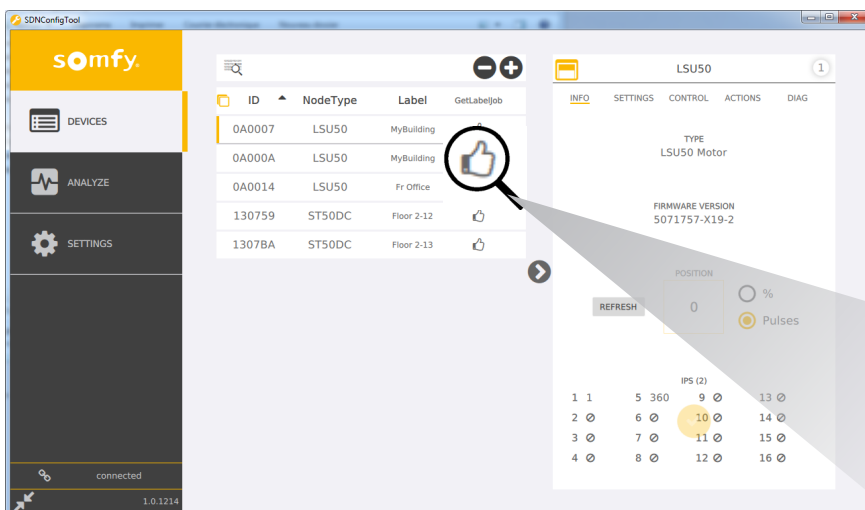 SDNConfigTool
somfy.
DEVICES
ANALYZE
SETTINGS
connected
1.0.1214
ID NodeType Label GetLabelJob
0A0007 LSU50 MyBuilding
0A000A LSU50 MyBuilding
0A0014 LSU50 Fr Office
130759 ST50DC Floor 2-12
1307BA ST50DC Floor 2-13
LSU50 1
INFO SETTINGS CONTROL ACTIONS DIAG
TYPE
LSU50 Motor
FIRMWARE VERSION
5071757-X19-2
POSITION
REFRESH 0 %
Pulses
IPS (2)
1 1 5 360 9 13
2 6 10 14
3 7 11 15
4 8 12 16